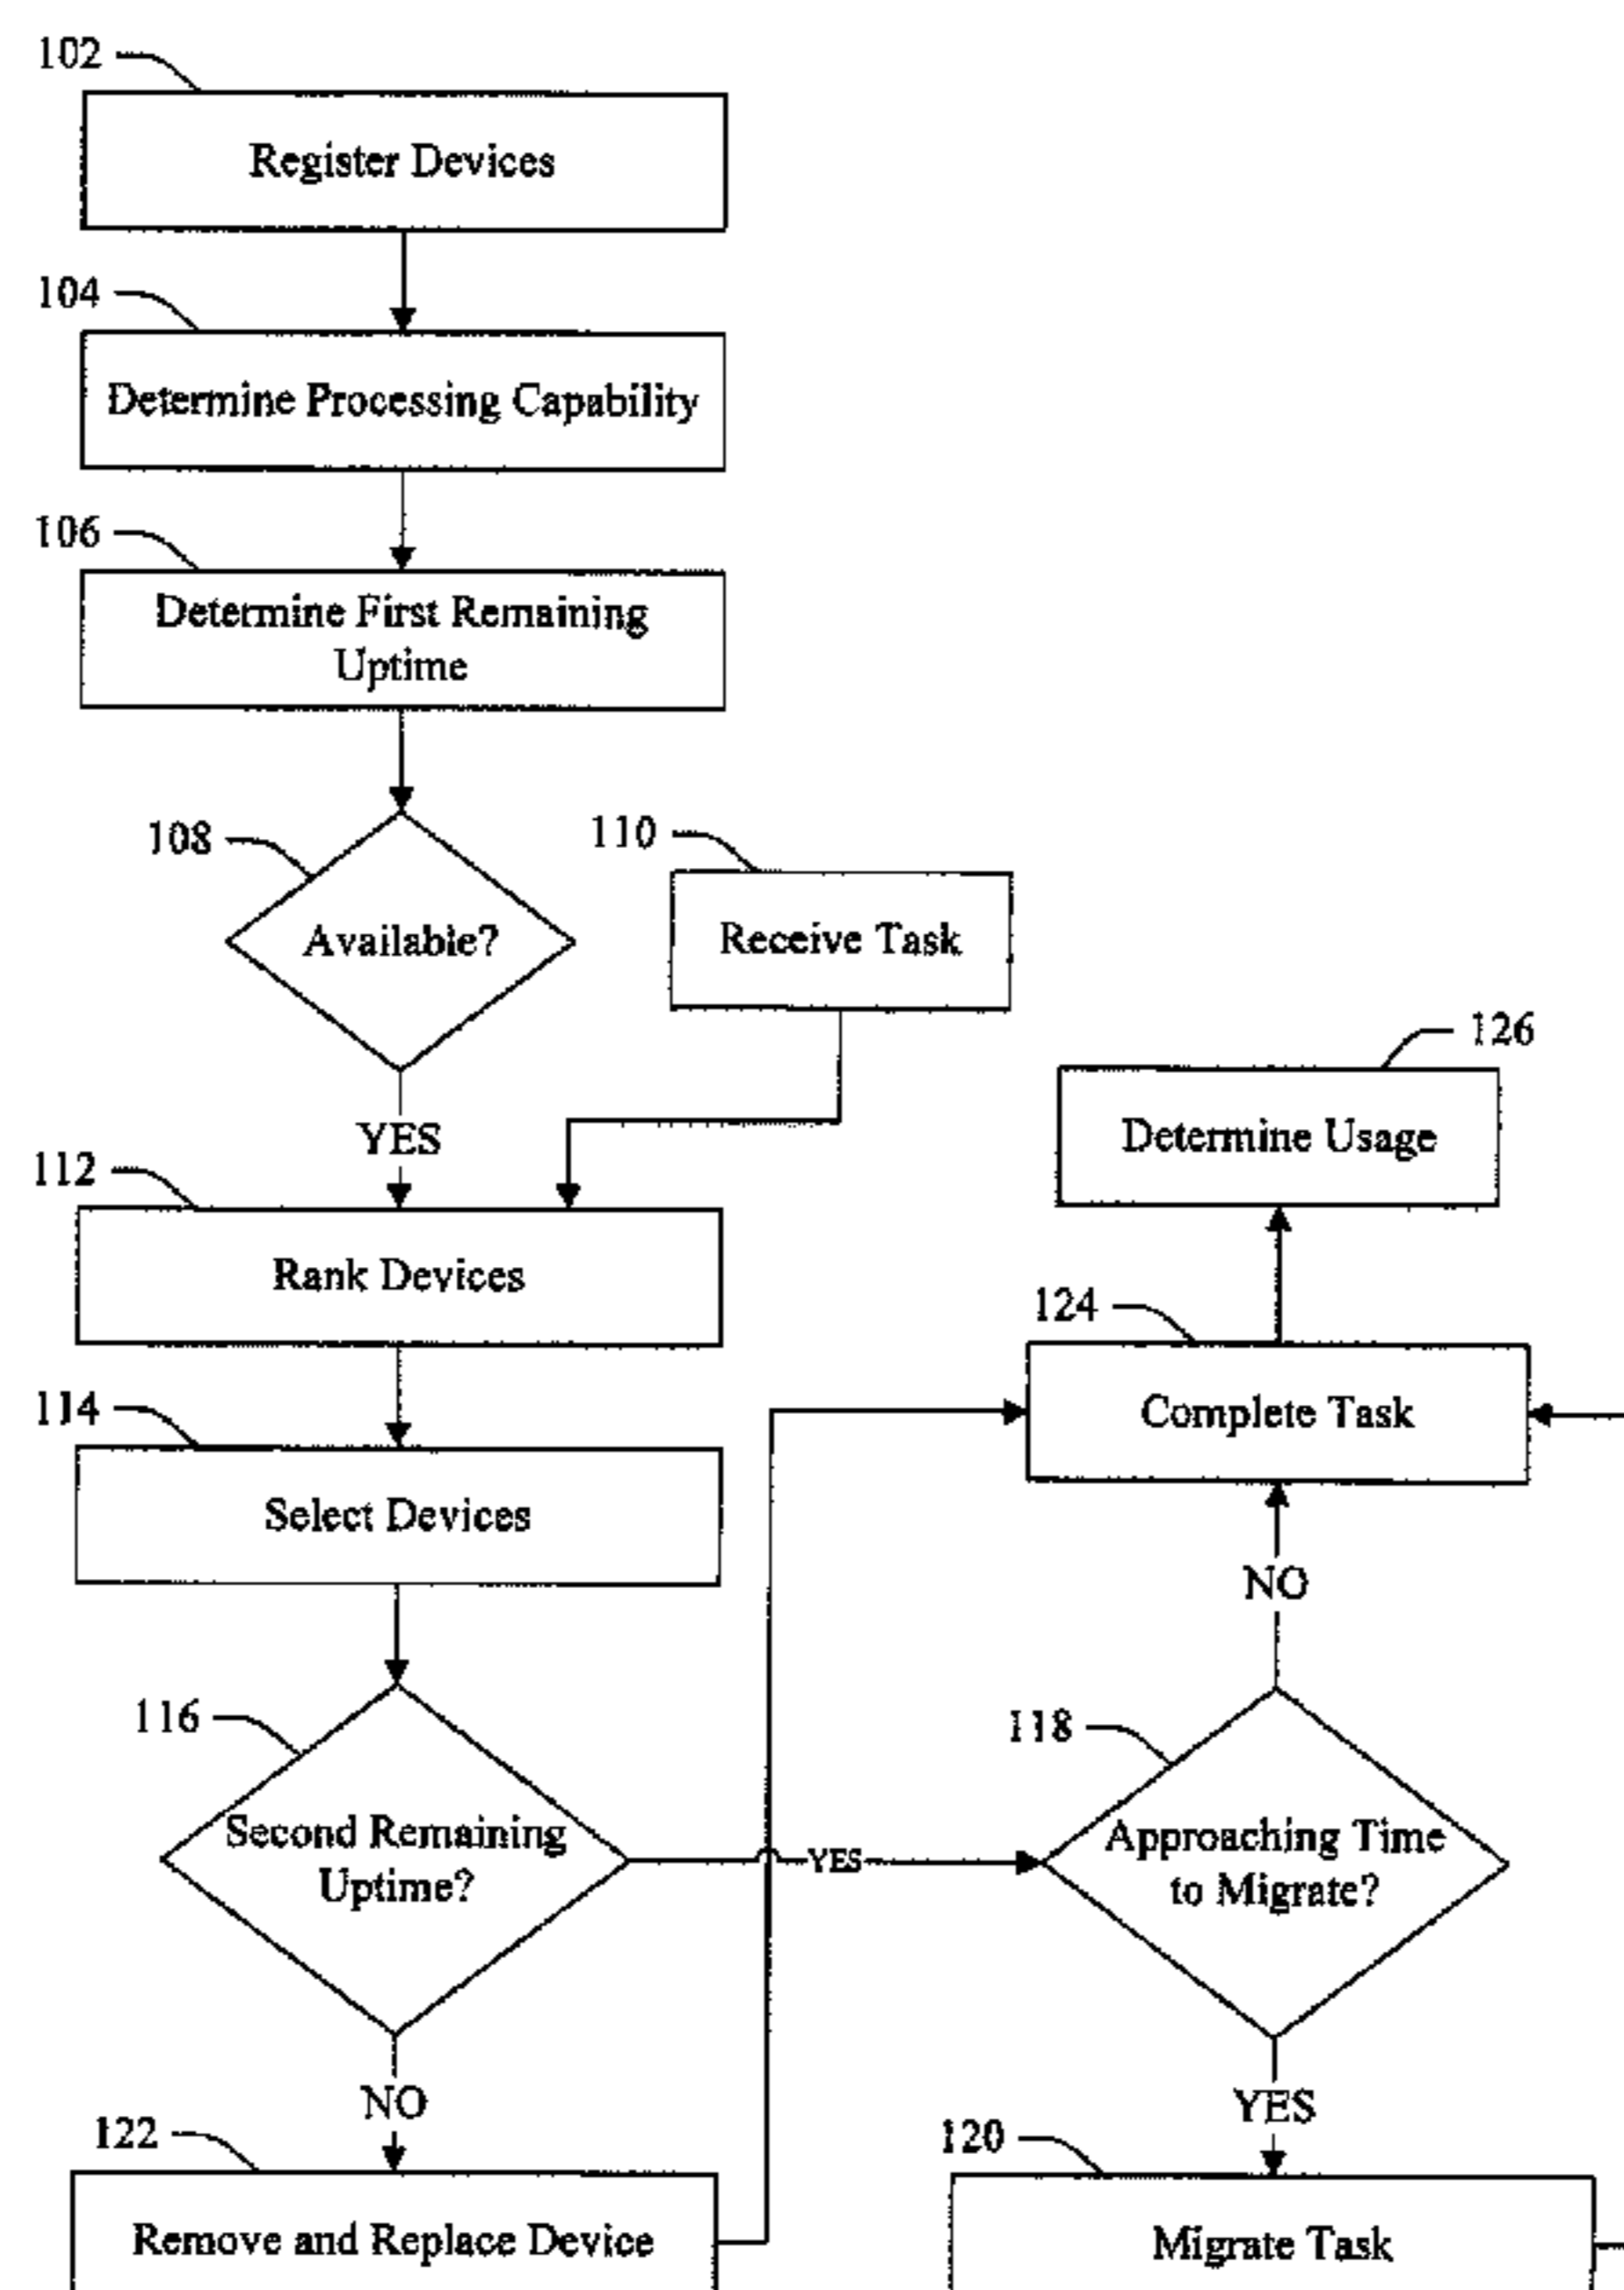 102
Register Devices
104
Determine Processing Capability
106
Determine First Remaining
Uptime
108
Available?
110
Receive Task
YES
112
Rank Devices
114
Select Devices
116
Second Remaining
Uptime?
YES
NO
122
Remove and Replace Device
126
Determine Usage
124
Complete Task
NO
118
Approaching Time
to Migrate?
YES
120
Migrate Task